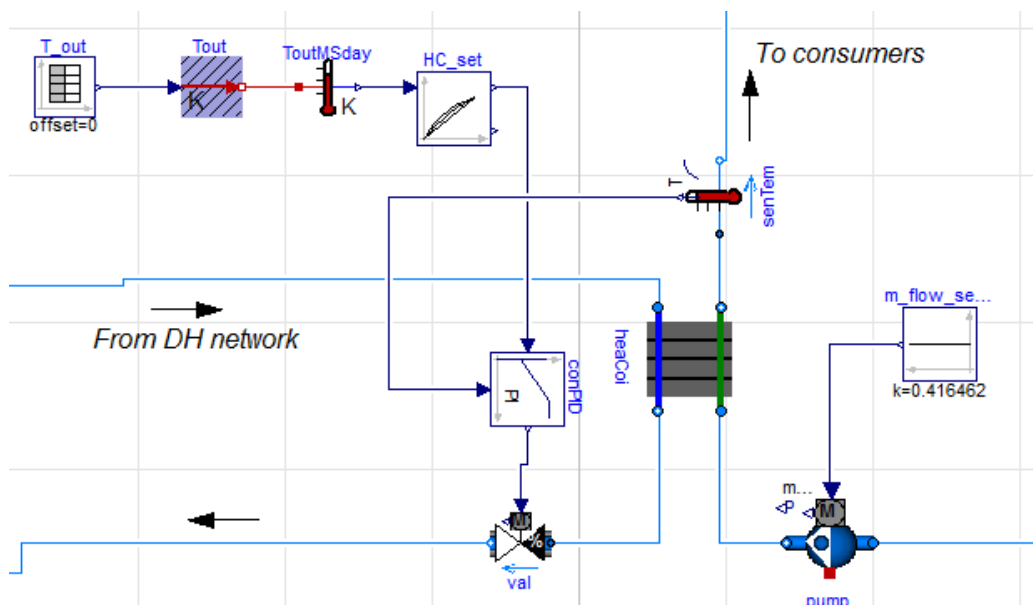 T_out
offset=0
Tout
K
ToutMSday
K
HC_set
To consumers
T
senTem
From DH network
heaCoi
m_flow_se...
k=0.416462
PI
conPID
m...
P
M
M
%
val
pump